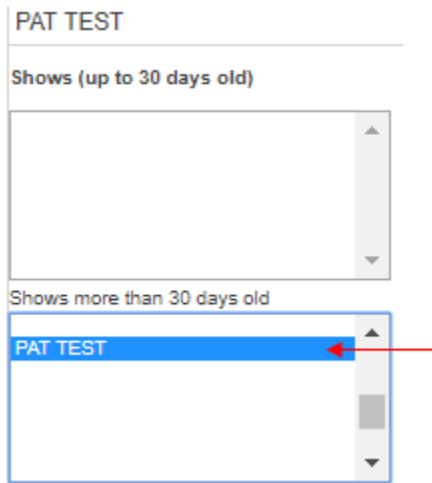 PAT TEST
Shows (up to 30 days old)
Shows more than 30 days old
PAT TEST